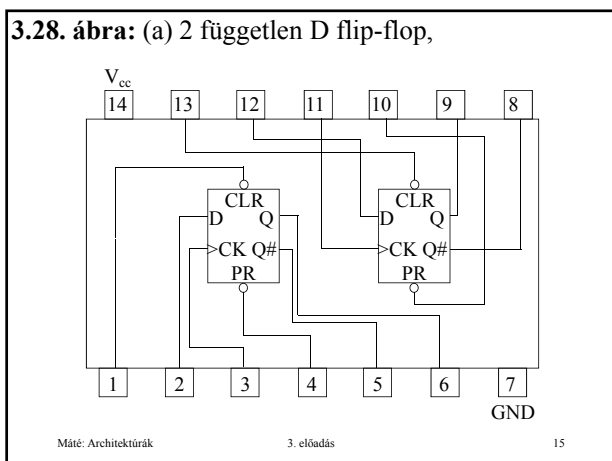 3.28. ábra: (a) 2 független D flip-flop,
Vcc
14 13 12 11 10 9 8
CLR CLR
D Q D Q
>CK Q# >CK Q#
PR PR
1 2 3 4 5 6 7
GND
Máté: Architektúrák 3. előadás 15